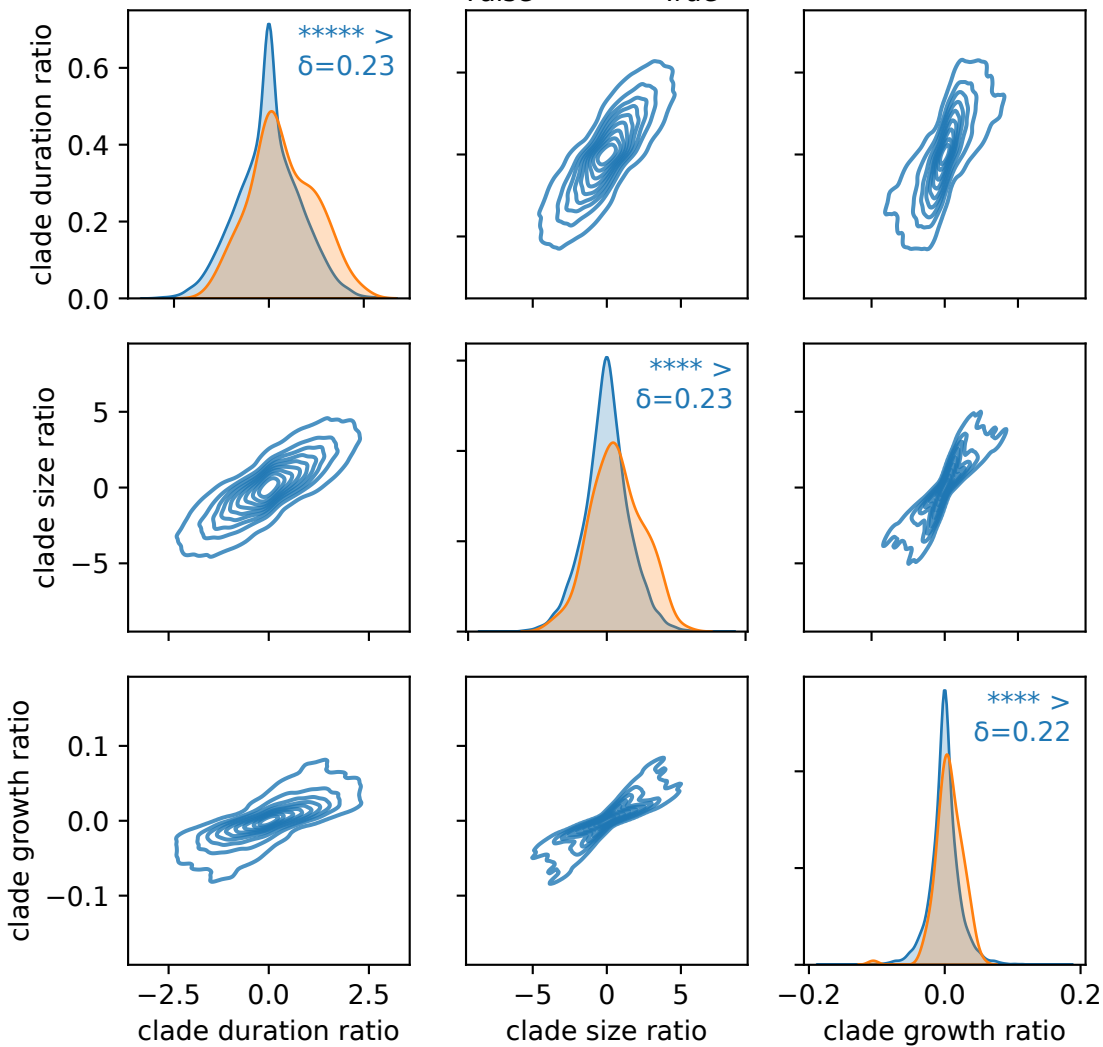 False True
clade duration ratio
0.6
0.4
0.2
0.0
***** >
δ=0.23
clade size ratio
5
0
−5
**** >
δ=0.23
clade growth ratio
0.1
0.0
−0.1
**** >
δ=0.22
−2.5 0.0 2.5
−5 0 5
−0.2 0.0 0.2
clade duration ratio
clade size ratio
clade growth ratio